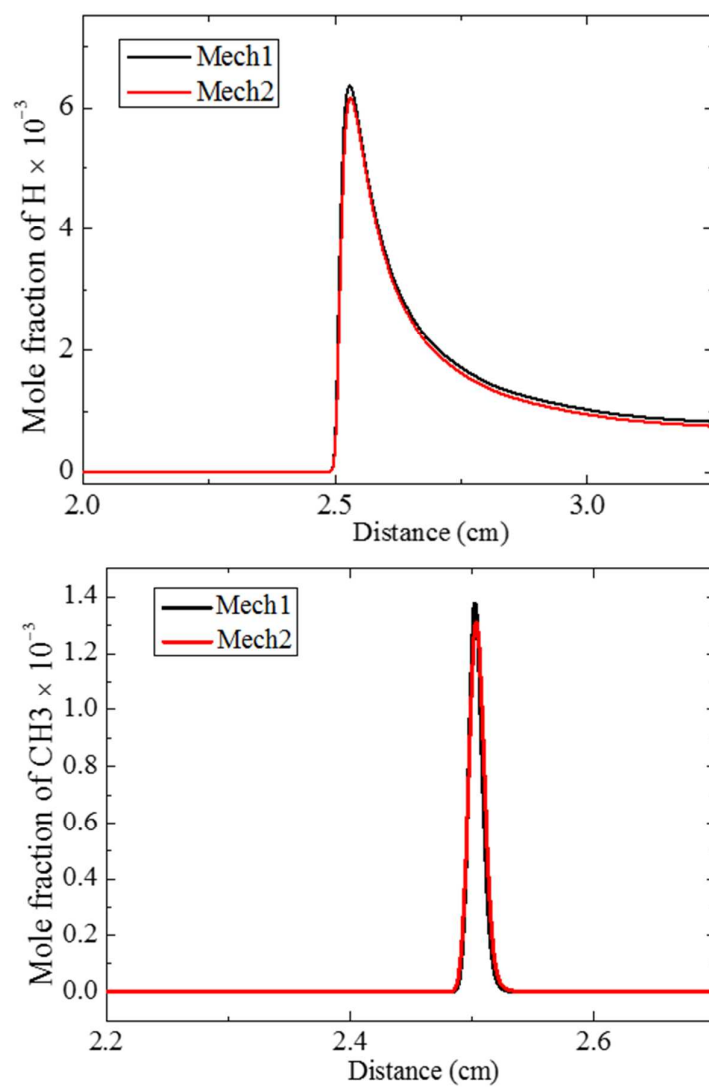 Mech1
Mech2
Mole fraction of H × 10⁻³
6
4
2
0
2.0 2.5 3.0
Distance (cm)
Mech1
Mech2
Mole fraction of CH3 × 10⁻³
1.4
1.2
1.0
0.8
0.6
0.4
0.2
0.0
2.2 2.4 2.6
Distance (cm)